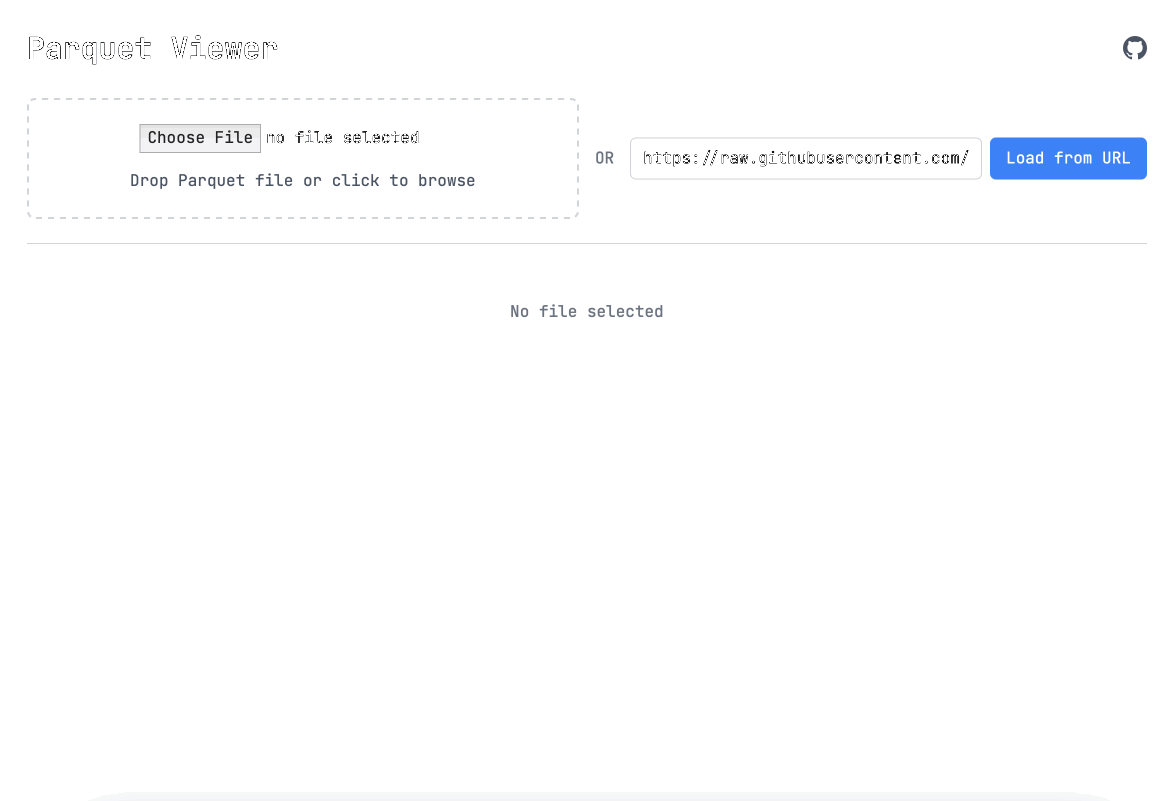 Parquet Viewer
Choose File no file selected
Drop Parquet file or click to browse
OR
https://raw.githubusercontent.com/
Load from URL
No file selected